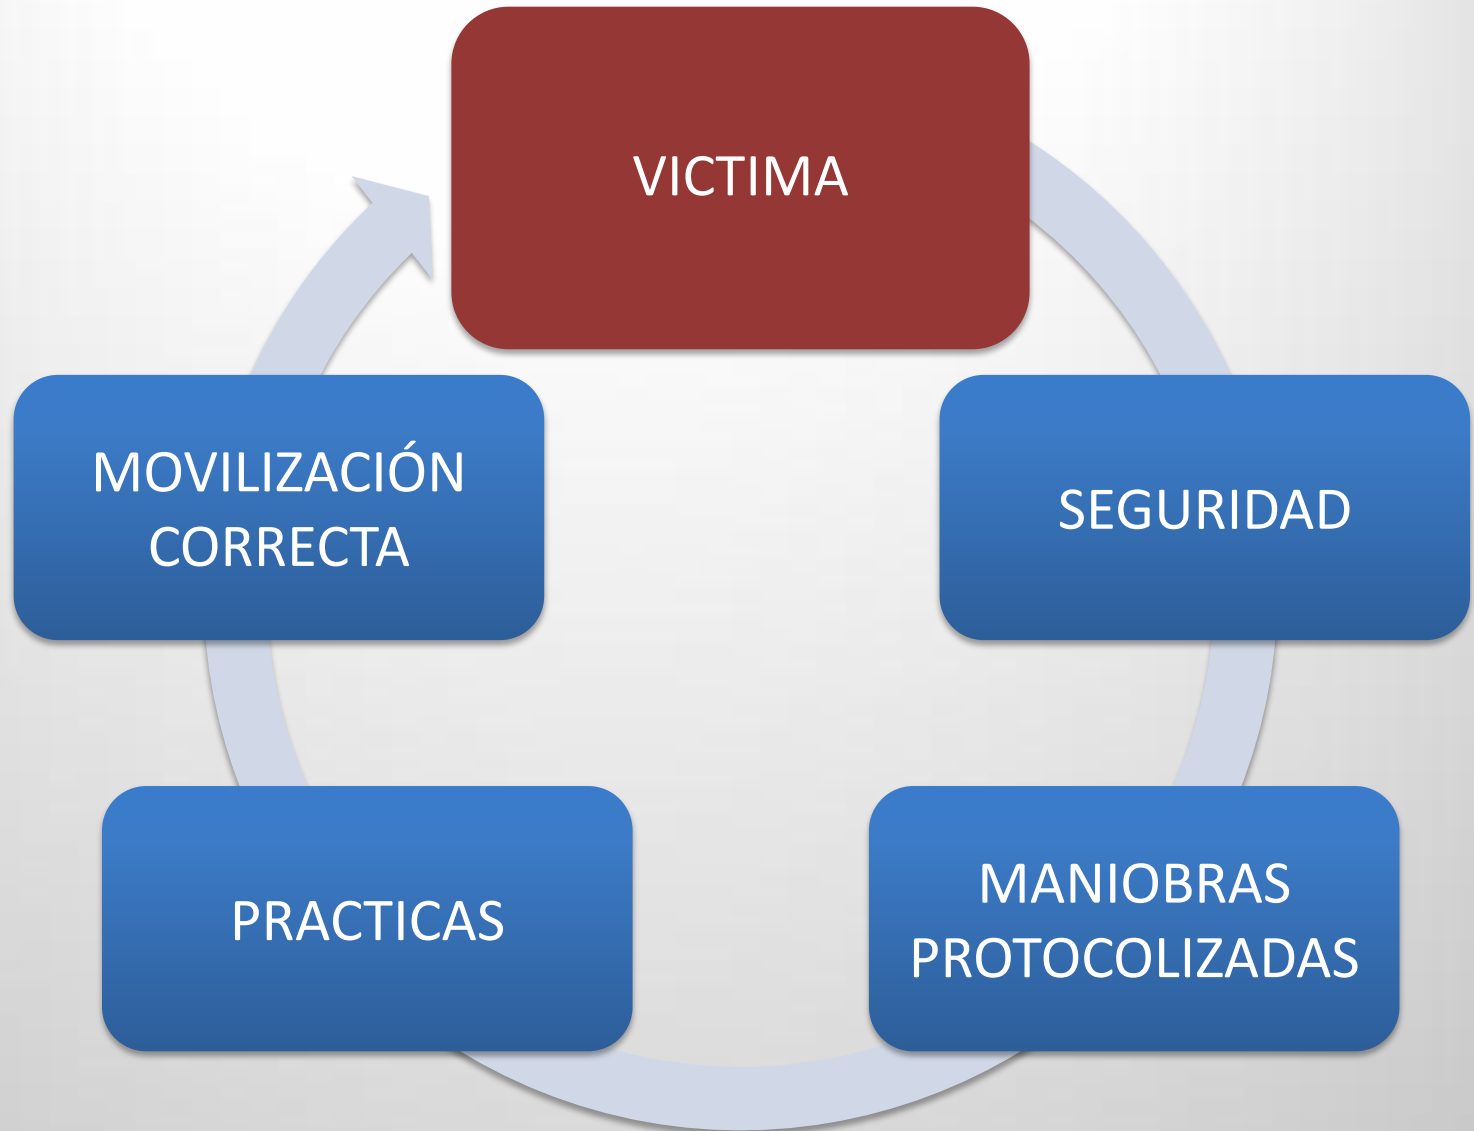 VICTIMA
SEGURIDAD
MANIOBRAS
PROTOCOLIZADAS
PRACTICAS
MOVILIZACIÓN
CORRECTA